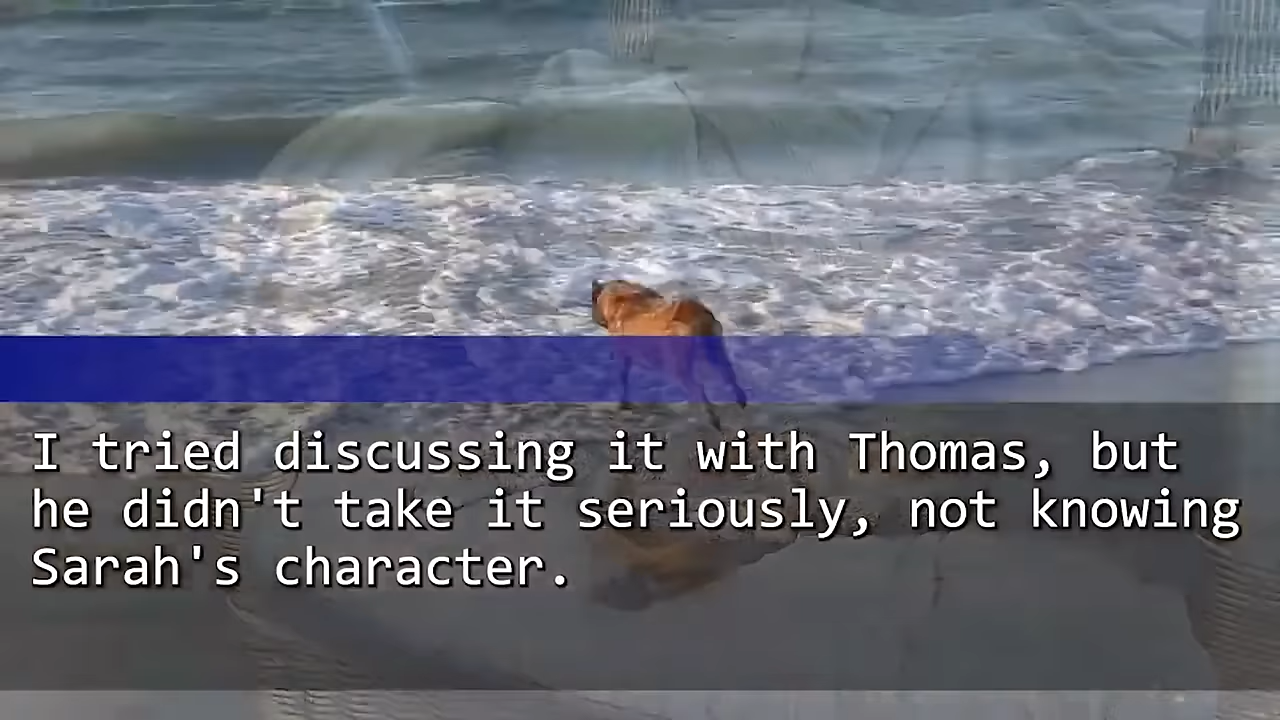 I tried discussing it with Thomas, but
he didn't take it seriously, not knowing
Sarah's character.